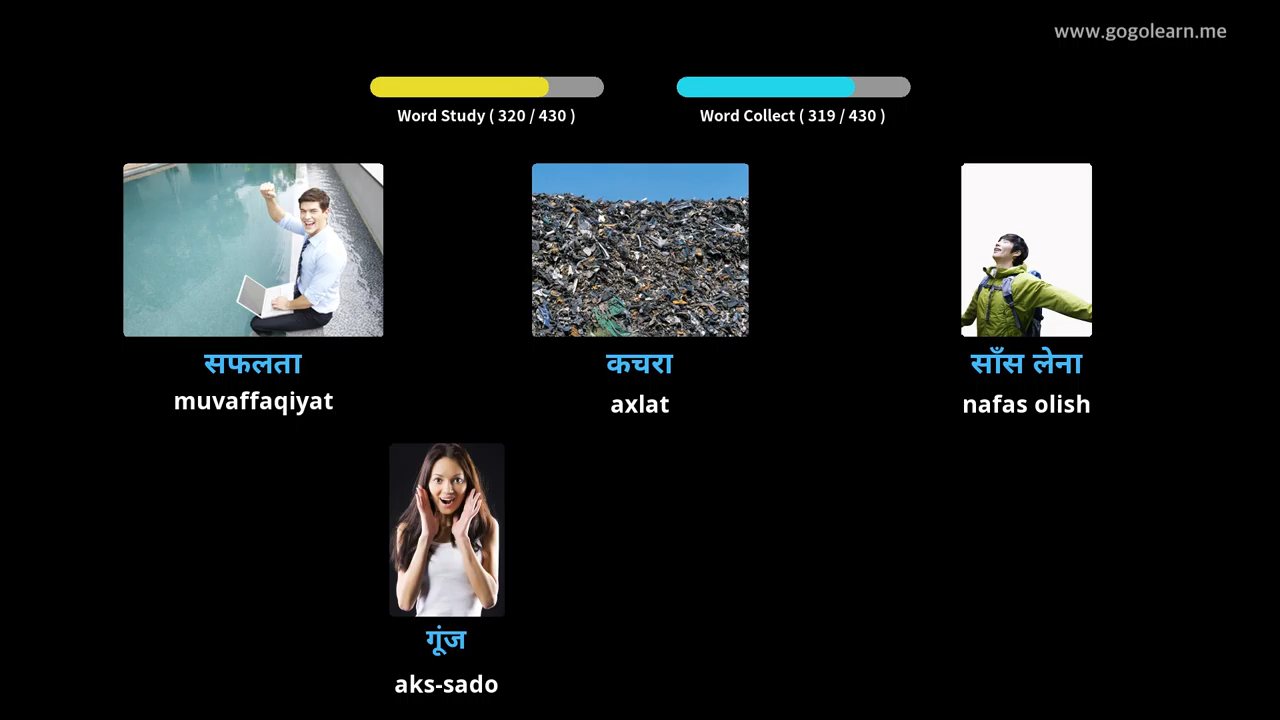 www.gogolearn.me
Word Study ( 320 / 430 )
Word Collect ( 319 / 430 )
सफलता
muvaffaqiyat
कचरा
axlat
साँस लेना
nafas olish
गूंज
aks-sado